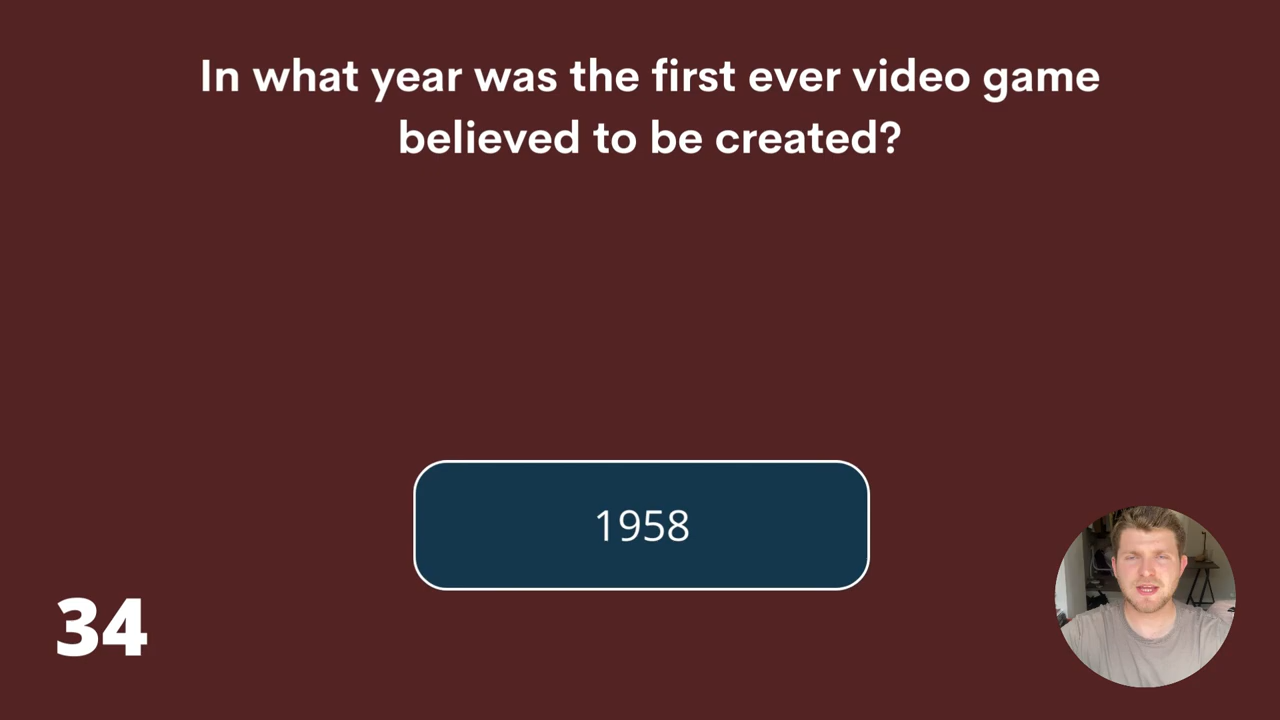 In what year was the first ever video game
believed to be created?
1958
34